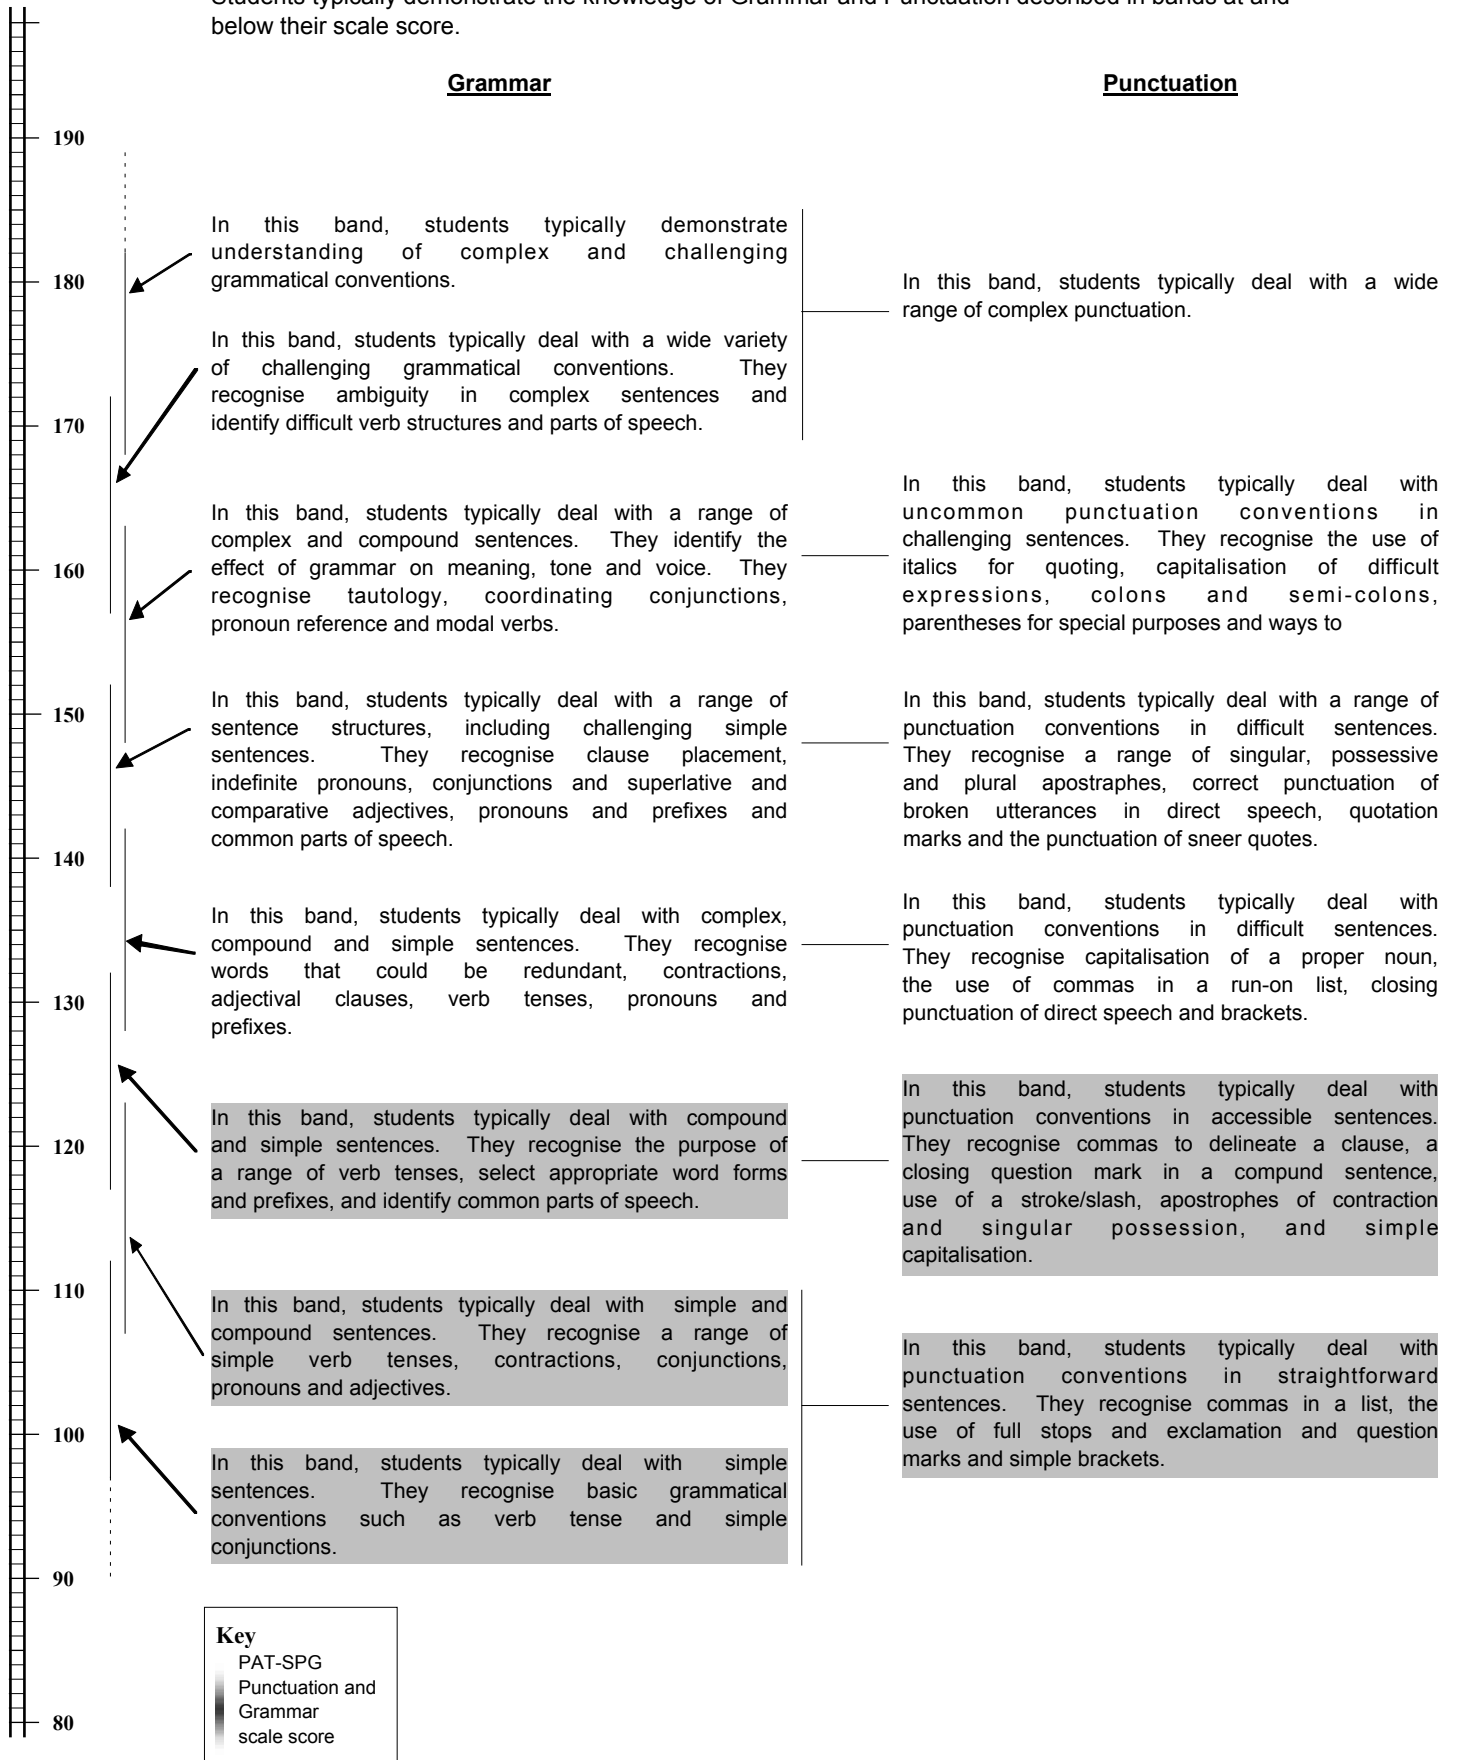 Students typically demonstrate the knowledge of Grammar and Punctuation described in bands at and
below their scale score.
Grammar
Punctuation
190
180
170
160
150
140
130
120
110
100
90
80
In this band, students typically demonstrate
understanding of complex and challenging
grammatical conventions.
In this band, students typically deal with a wide variety
of challenging grammatical conventions. They
recognise ambiguity in complex sentences and
identify difficult verb structures and parts of speech.
In this band, students typically deal with a range of
complex and compound sentences. They identify the
effect of grammar on meaning, tone and voice. They
recognise tautology, coordinating conjunctions,
pronoun reference and modal verbs.
In this band, students typically deal with a range of
sentence structures, including challenging simple
sentences. They recognise clause placement,
indefinite pronouns, conjunctions and superlative and
comparative adjectives, pronouns and prefixes and
common parts of speech.
In this band, students typically deal with complex,
compound and simple sentences. They recognise
words that could be redundant, contractions,
adjectival clauses, verb tenses, pronouns and
prefixes.
In this band, students typically deal with compound
and simple sentences. They recognise the purpose of
a range of verb tenses, select appropriate word forms
and prefixes, and identify common parts of speech.
In this band, students typically deal with simple and
compound sentences. They recognise a range of
simple verb tenses, contractions, conjunctions,
pronouns and adjectives.
In this band, students typically deal with simple
sentences. They recognise basic grammatical
conventions such as verb tense and simple
conjunctions.
In this band, students typically deal with a wide
range of complex punctuation.
In this band, students typically deal with
uncommon punctuation conventions in
challenging sentences. They recognise the use of
italics for quoting, capitalisation of difficult
expressions, colons and semi-colons,
parentheses for special purposes and ways to
In this band, students typically deal with a range of
punctuation conventions in difficult sentences.
They recognise a range of singular, possessive
and plural apostraphes, correct punctuation of
broken utterances in direct speech, quotation
marks and the punctuation of sneer quotes.
In this band, students typically deal with
punctuation conventions in difficult sentences.
They recognise capitalisation of a proper noun,
the use of commas in a run-on list, closing
punctuation of direct speech and brackets.
In this band, students typically deal with
punctuation conventions in accessible sentences.
They recognise commas to delineate a clause, a
closing question mark in a compund sentence,
use of a stroke/slash, apostrophes of contraction
and singular possession, and simple
capitalisation.
In this band, students typically deal with
punctuation conventions in straightforward
sentences. They recognise commas in a list, the
use of full stops and exclamation and question
marks and simple brackets.
Key
PAT-SPG
Punctuation and
Grammar
scale score